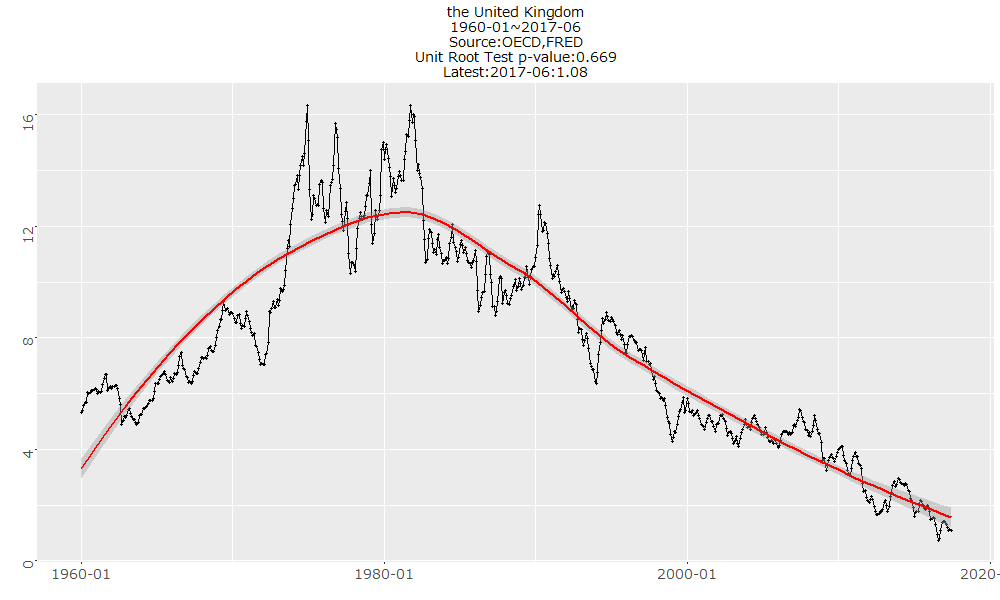 the United Kingdom
1960-01~2017-06
Source:OECD,FRED
Unit Root Test p-value:0.669
Latest:2017-06:1.08
16
12
8
4
0
1960-01
1980-01
2000-01
2020-